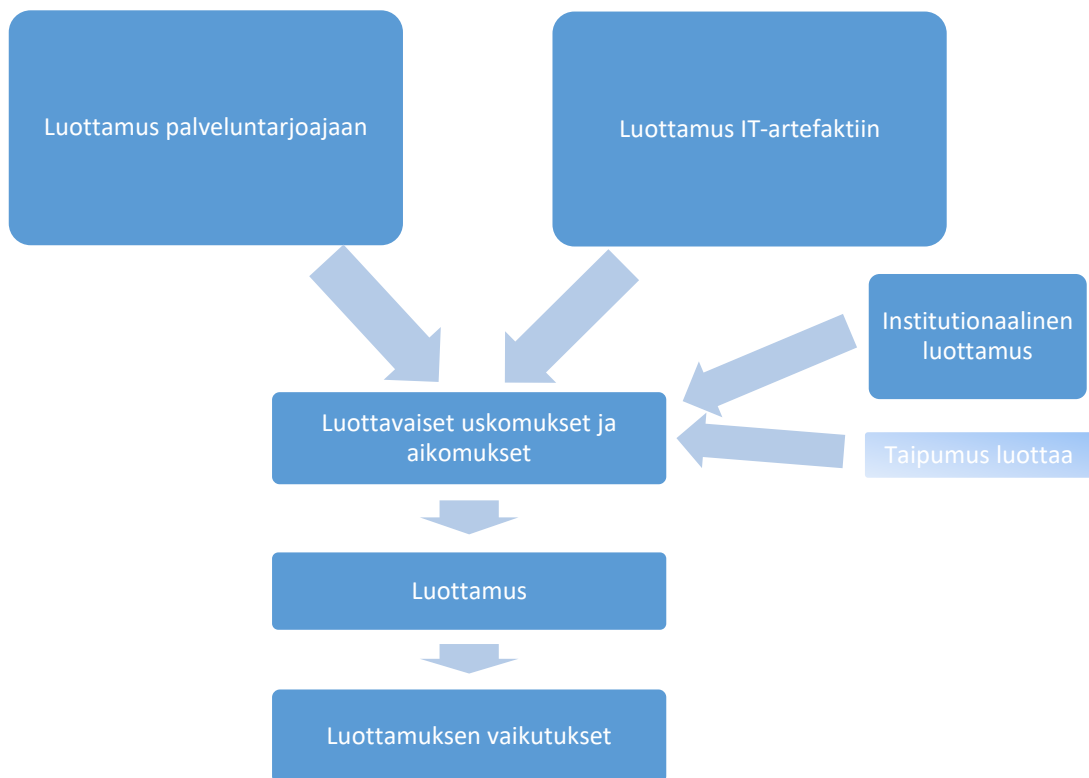 Luottamus palveluntarjoajaan
Luottamus IT-artefaktiin
Institutionaalinen
luottamus
Luottavaiset uskomukset ja
aikomukset
Taipumus luottaa
Luottamus
Luottamuksen vaikutukset